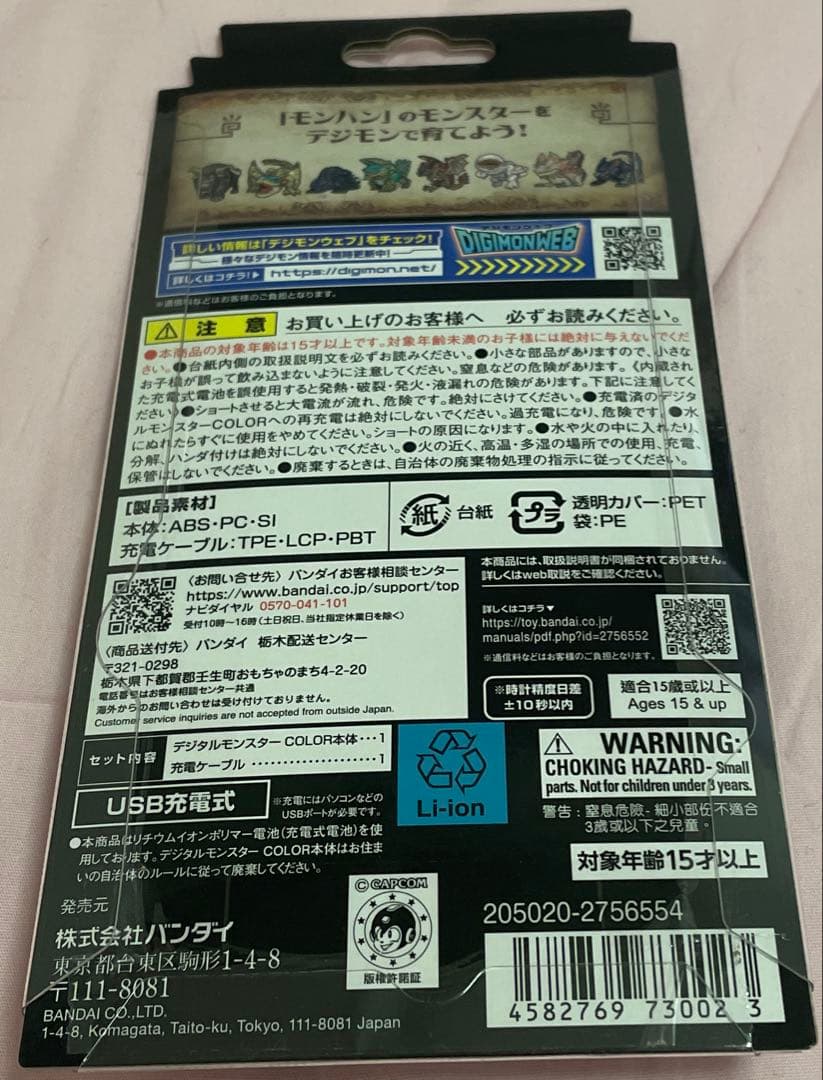 「モンハン」のモンスターを
デジモンで育てよう!
詳しい情報は「デジモンウェブ」をチェック!
様々なデジモン情報を随時更新中!
詳しくはコチラ! https://digimon.net/
デジモンウェブ
DIGIMONWEB
※通信料などはお客様のご負担となります。
注意 お買い上げのお客様へ 必ずお読みください。
●本商品の対象年齢は15才以上です。対象年齢未満のお子様には絶対に与えないでくだ
さい。●台紙内側の取扱説明文を必ずお読みください。●小さな部品がありますので、小さな
お子様が誤って飲み込まないように注意してください。窒息などの危険があります。《内蔵され
た充電式電池を誤使用すると発熱・破裂・発火・液漏れの危険があります。下記に注意してく
ださい》●ショートさせると大電流が流れ、危険です。絶対にさけてください。●充電済のデジタ
ルモンスターCOLORへの再充電は絶対にしないでください。過充電になり、危険です。●水
にぬれたらすぐに使用をやめてください。ショートの原因になります。●水や火の中に入れたり、
分解、ハンダ付けは絶対にしないでください。●火の近く、高温・多湿の場所での使用、充電、
保管はしないでください。●廃棄するときは、自治体の廃棄物処理の指示に従ってください。
[製品素材]
本体:ABS・PC・SI
充電ケーブル:TPE・LCP・PBT
紙 台紙
プラ 透明カバー:PET
袋:PE
〈お問い合せ先〉バンダイお客様相談センター
https://www.bandai.co.jp/support/top
ナビダイヤル 0570-041-101
受付10時~16時(土日祝日、当社指定休業日を除く)
〈商品送付先〉バンダイ 栃木配送センター
〒321-0298
栃木県下都賀郡壬生町おもちゃのまち4-2-20
電話番号はお客様相談センター共通
海外からのお問い合わせは受け付けておりません。
Customer service inquiries are not accepted from outside Japan.
本商品には、取扱説明書が同梱されておりません。
詳しくはweb取説をご確認ください。
詳しくはコチラ▼
https://toy.bandai.co.jp/
manuals/pdf.php?id=2756552
※通信料などはお客様のご負担となります。
※時計精度日差
±10秒以内
適合15歲或以上
Ages 15 & up
セット内容
デジタルモンスター COLOR本体・・・1
充電ケーブル・・・・・・・・・・・・・・・・・・・・・1
USB充電式
※充電にはパソコンなどの
USBポートが必要です。
Li-ion
WARNING:
CHOKING HAZARD- Small
parts. Not for children under 3 years.
警告:窒息危險-細小部份不適合
3歲或以下之兒童。
●本商品はリチウムイオンポリマー電池(充電式電池)を使
用しております。デジタルモンスター COLOR本体はお住ま
いの自治体のルールに従って廃棄してください。
対象年齢15才以上
発売元
株式会社バンダイ
東京都台東区駒形1-4-8
〒111-8081
BANDAI CO.,LTD.
1-4-8, Komagata, Taito-ku, Tokyo, 111-8081 Japan
© CAPCOM
版権許諾証
205020-2756554
4582769 73002 3